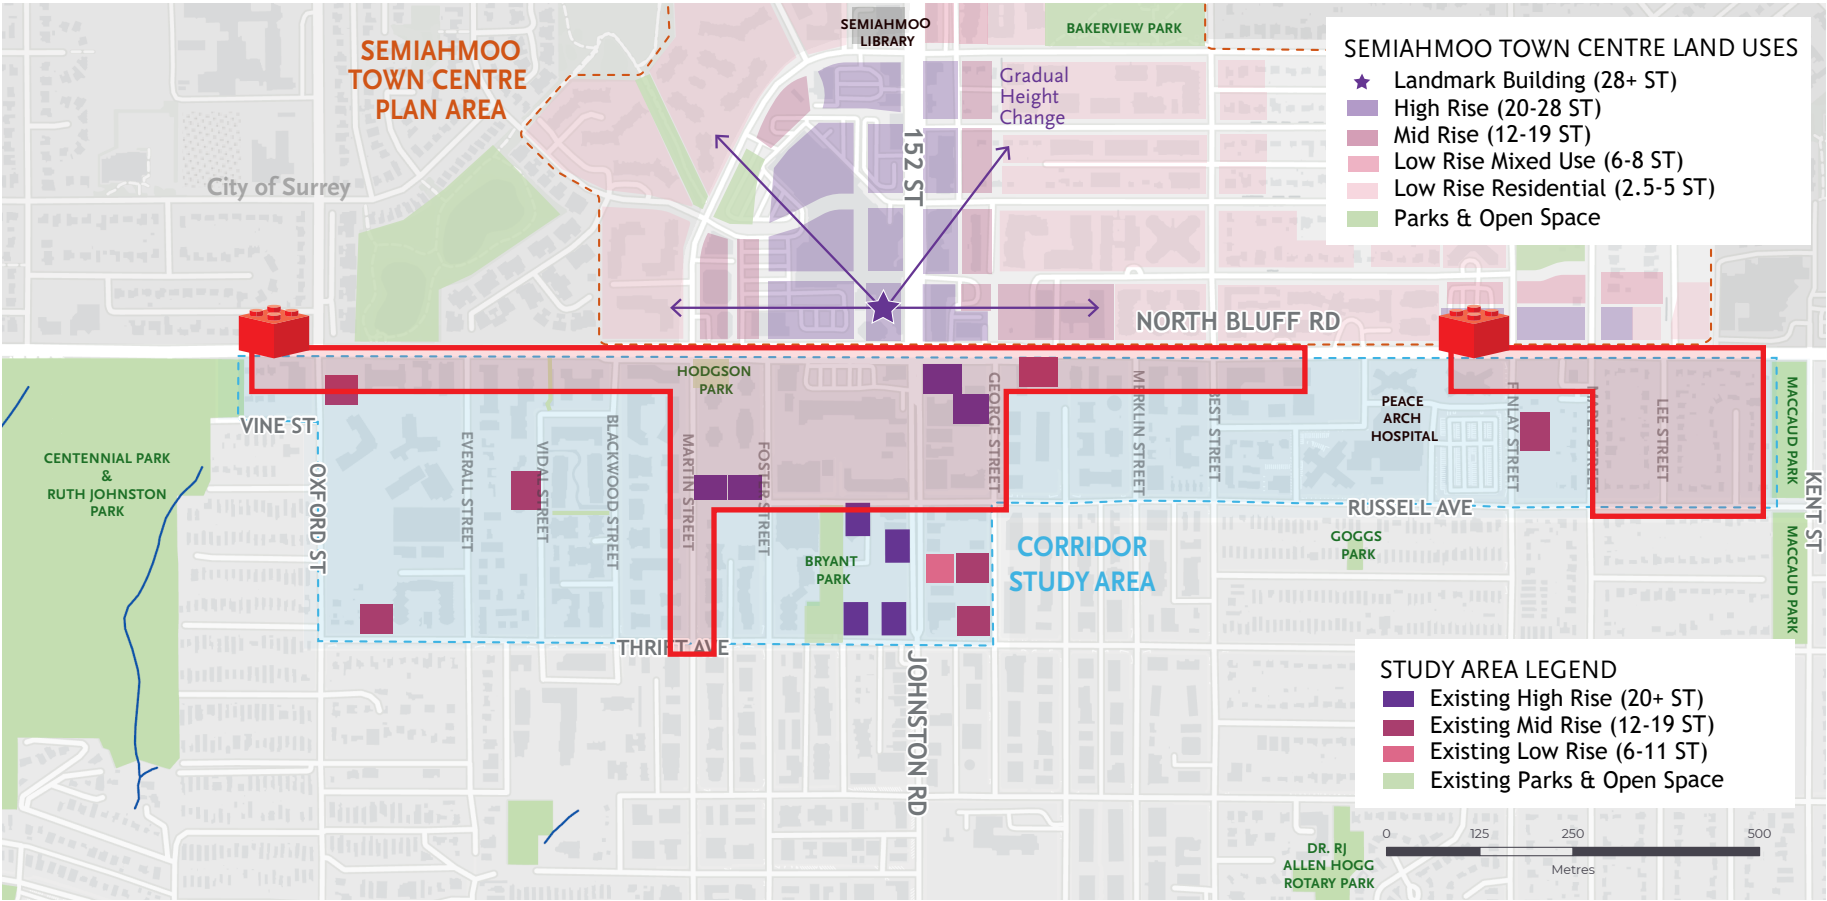 SEMIAHMOO
TOWN CENTRE
PLAN AREA
SEMIAHMOO
LIBRARY
BAKERVIEW PARK
Gradual
Height
Change
152 ST
City of Surrey
SEMIAHMOO TOWN CENTRE LAND USES
Landmark Building (28+ ST)
High Rise (20-28 ST)
Mid Rise (12-19 ST)
Low Rise Mixed Use (6-8 ST)
Low Rise Residential (2.5-5 ST)
Parks & Open Space
NORTH BLUFF RD
HODGSON
PARK
VINE ST
CENTENNIAL PARK
&
RUTH JOHNSTON
PARK
OXFORD ST
EVERALL STREET
VIDAL STREET
BLACKWOOD STREET
MARTIN STREET
FOSTER STREET
GEORGE STREET
MERKLIN STREET
BEST STREET
PEACE
ARCH
HOSPITAL
FINLAY STREET
MAPLE STREET
LEE STREET
MACCAUD PARK
KENT ST
RUSSELL AVE
GOGGS
PARK
MACCAUD PARK
BRYANT
PARK
CORRIDOR
STUDY AREA
THRIFT AVE
JOHNSTON RD
STUDY AREA LEGEND
Existing High Rise (20+ ST)
Existing Mid Rise (12-19 ST)
Existing Low Rise (6-11 ST)
Existing Parks & Open Space
0 125 250 500
Metres
DR. RJ
ALLEN HOGG
ROTARY PARK